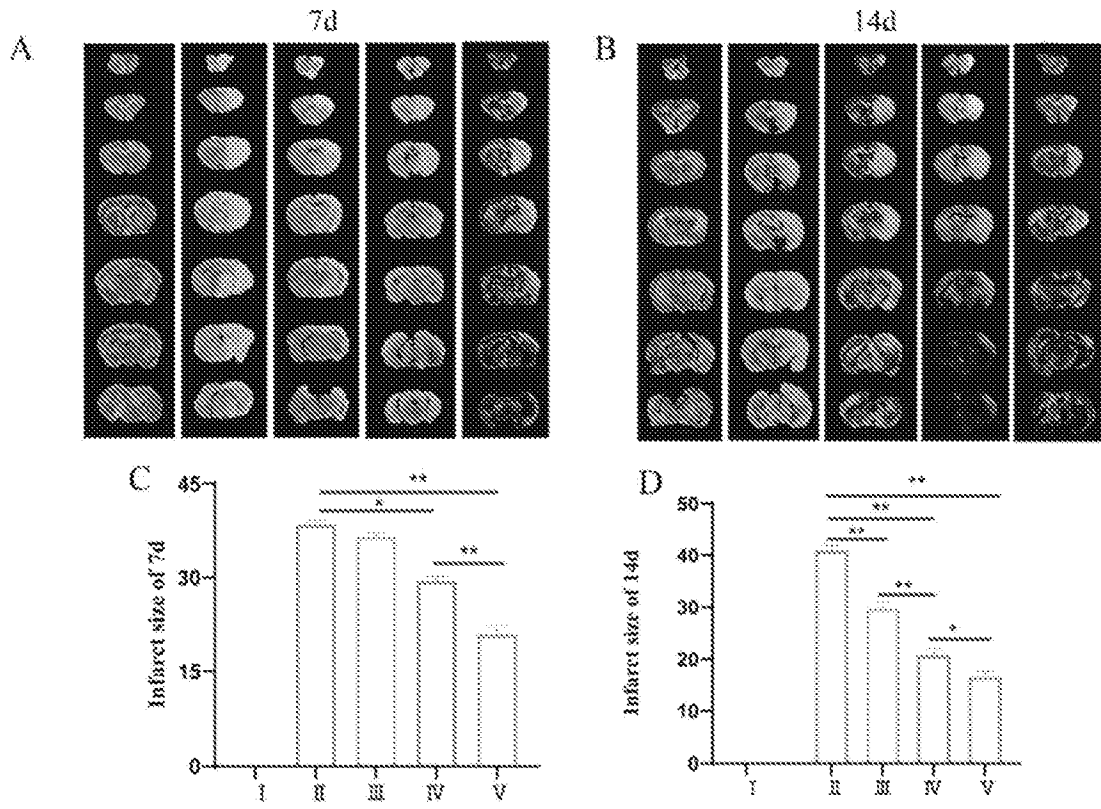 7d
14d
A
B
C
D
Infarct size of 7d
45
30
15
0
**
*
**
I
II
III
IV
V
Infarct size of 14d
50
40
30
20
10
0
**
**
**
**
*
I
II
III
IV
V